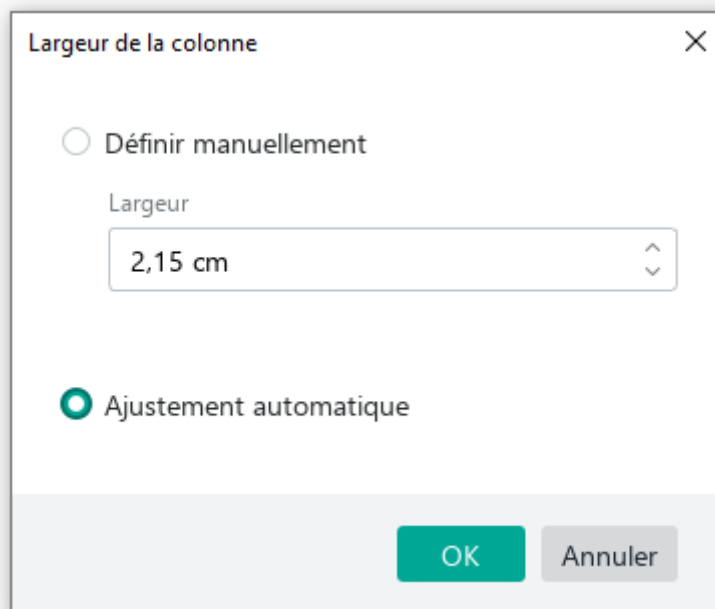 Largeur de la colonne
Définir manuellement
Largeur
2,15 cm
Ajustement automatique
OK
Annuler